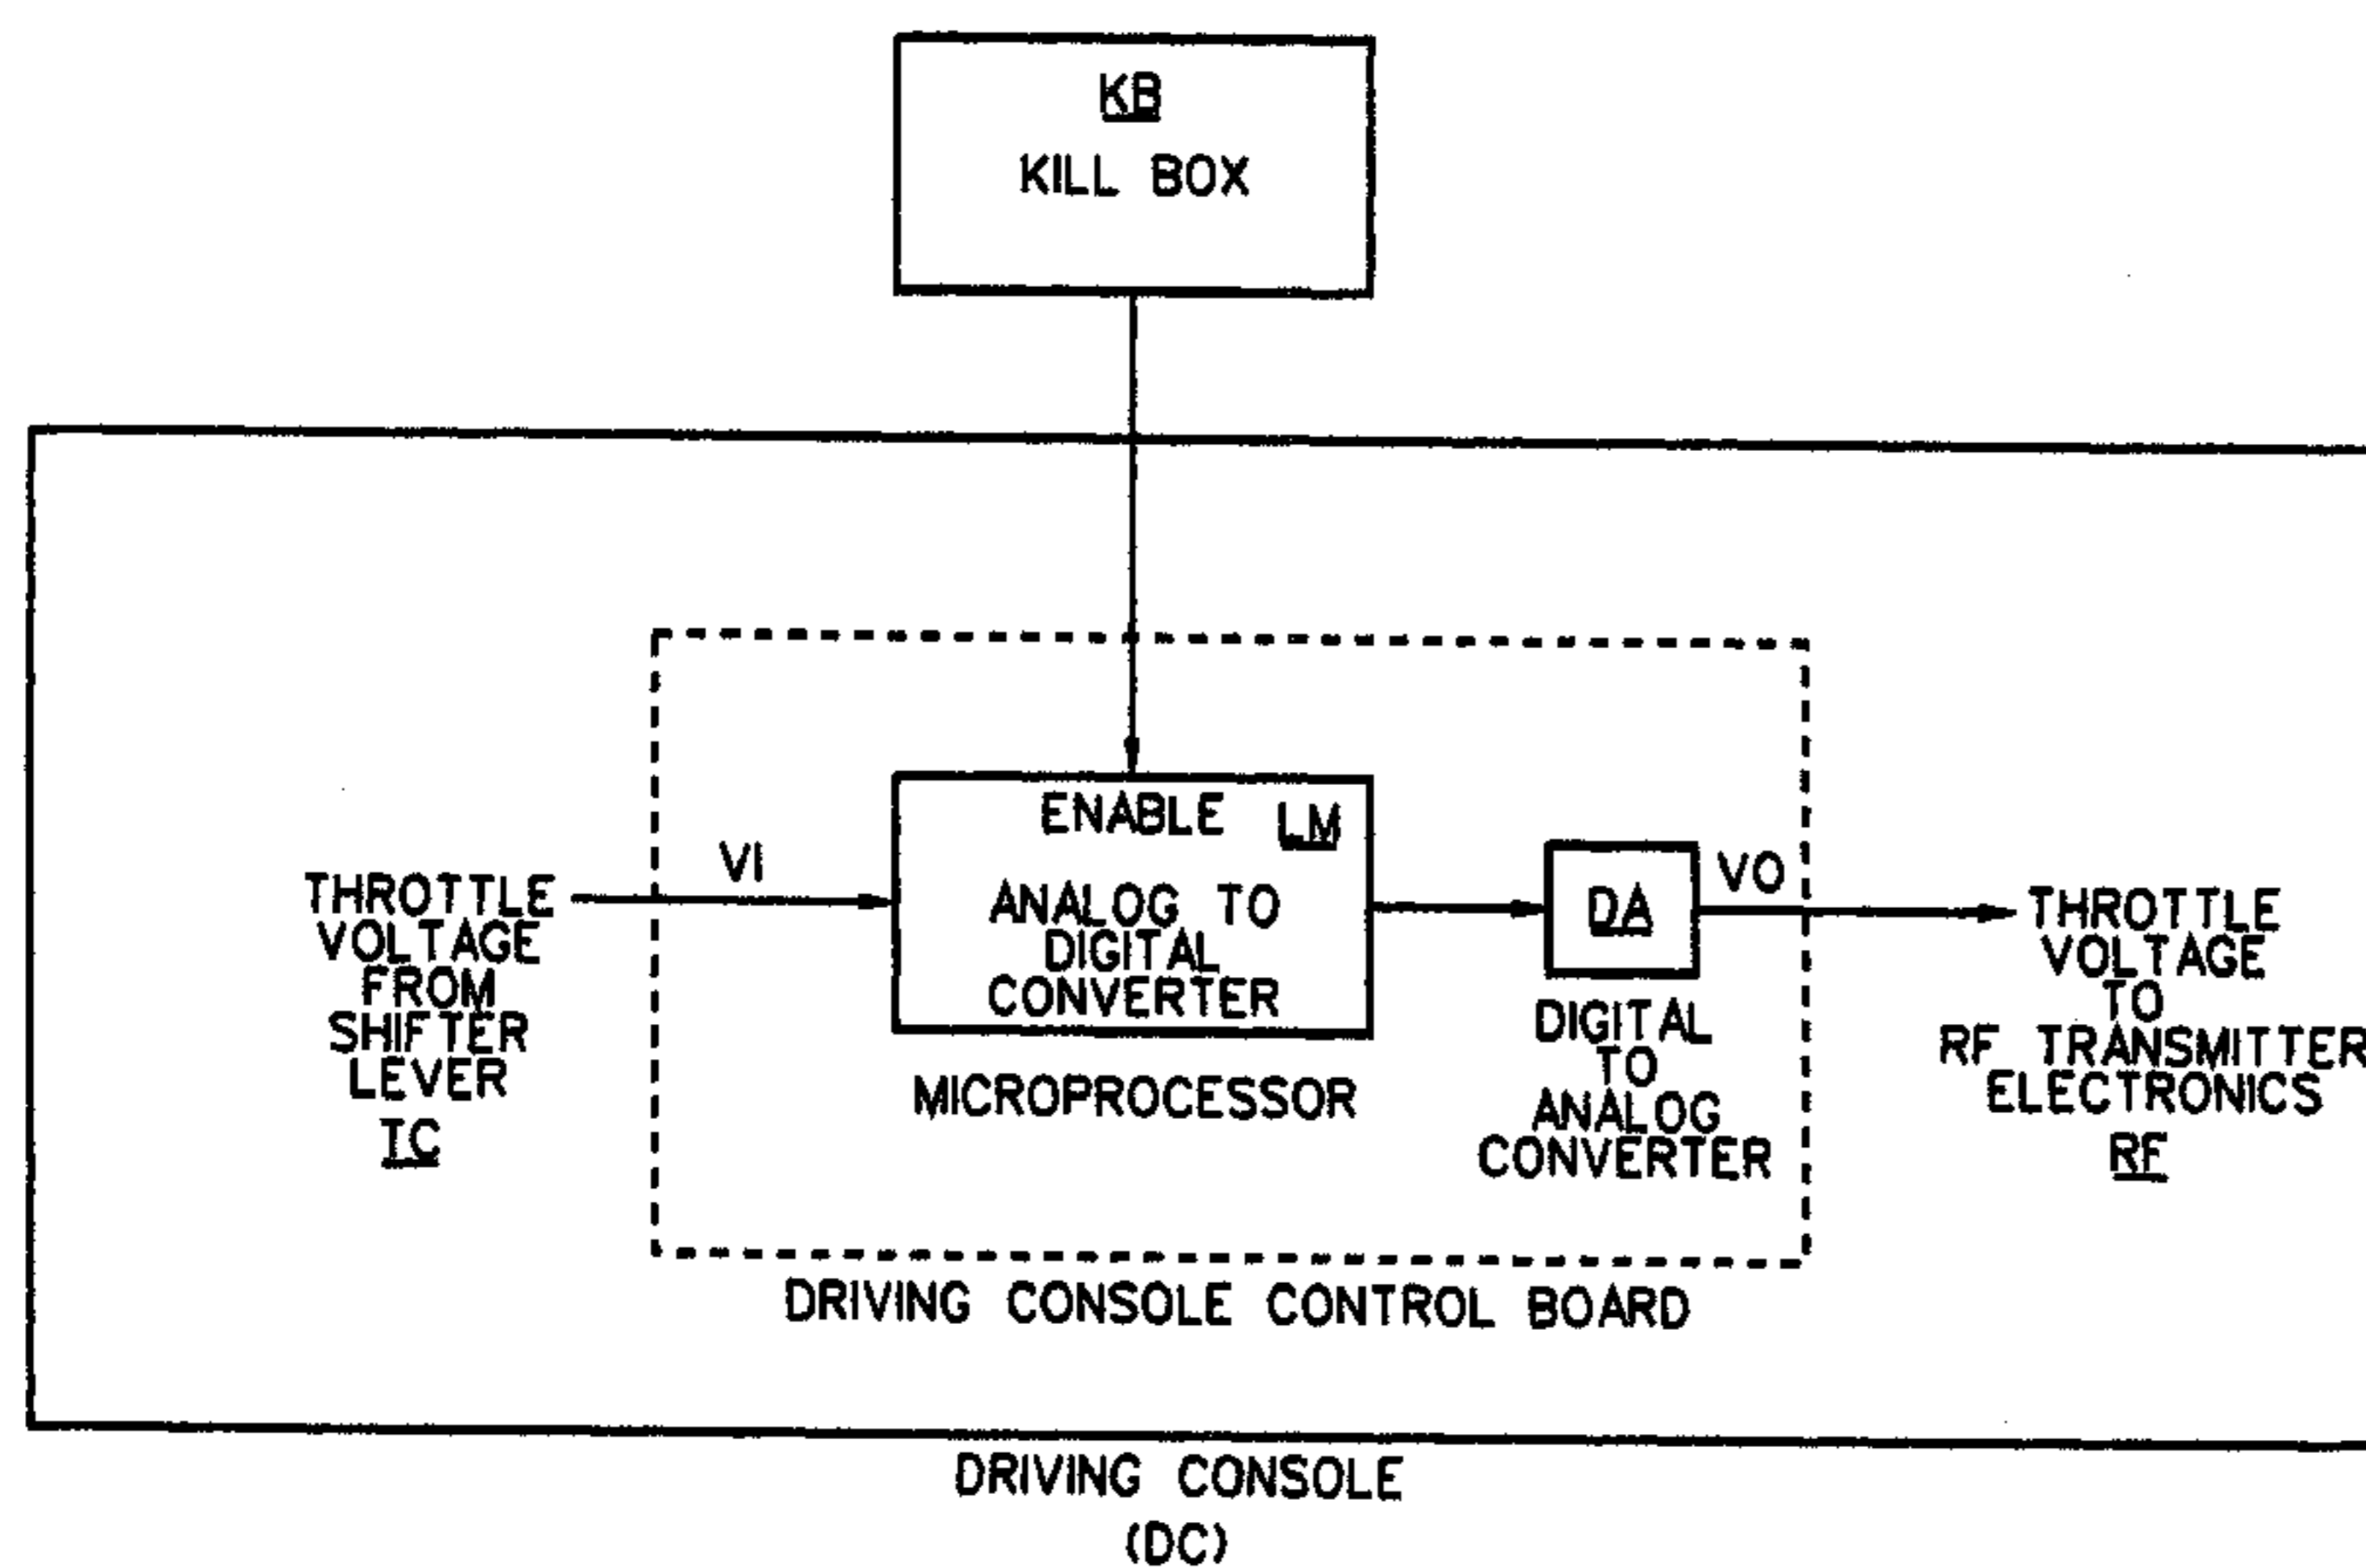 KB
KILL BOX
ENABLE LM
VI
THROTTLE
VOLTAGE
FROM
SHIFTER
LEVER
TC
ANALOG TO
DIGITAL
CONVERTER
MICROPROCESSOR
DA
VO
DIGITAL
TO
ANALOG
CONVERTER
THROTTLE
VOLTAGE
TO
RF TRANSMITTER
ELECTRONICS
RF
DRIVING CONSOLE CONTROL BOARD
DRIVING CONSOLE
(DC)